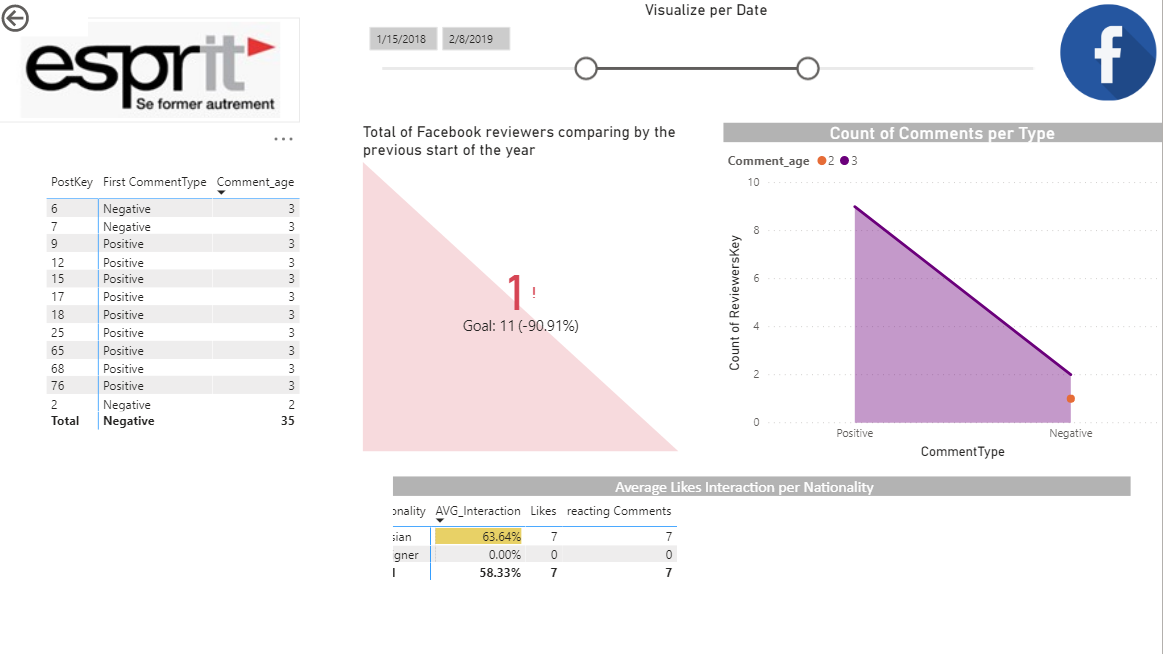 Visualize per Date
1/15/2018 2/8/2019
esprit
Se former autrement
f
Total of Facebook reviewers comparing by the
previous start of the year
1 !
Goal: 11 (-90.91%)
Count of Comments per Type
Comment_age 2 3
10
8
6
4
2
0
Count of ReviewersKey
Positive Negative
CommentType
PostKey First CommentType Comment_age
6 Negative 3
7 Negative 3
9 Positive 3
12 Positive 3
15 Positive 3
17 Positive 3
18 Positive 3
25 Positive 3
65 Positive 3
68 Positive 3
76 Positive 3
2 Negative 2
Total Negative 35
Average Likes Interaction per Nationality
onality AVG_Interaction Likes reacting Comments
sian 63.64% 7 7
gner 0.00% 0 0
58.33% 7 7